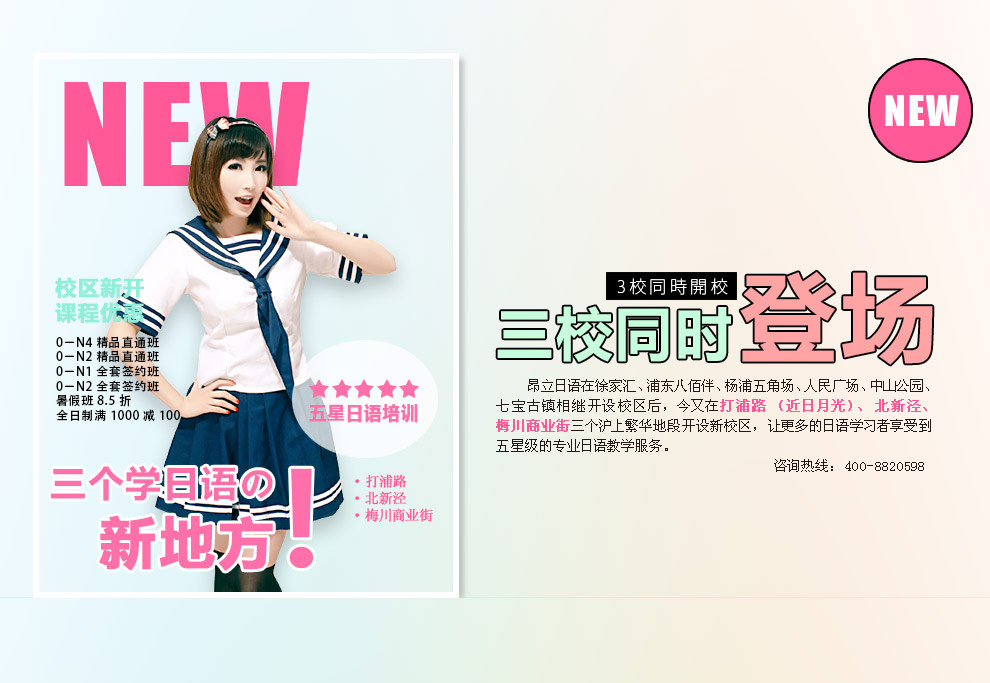 NEW
校区新开
课程优惠
0-N4 精品直通班
0-N2 精品直通班
0-N1 全套签约班
0-N2 全套签约班
暑假班 8.5 折
全日制满 1000 减 100
★★★★★
五星日语培训
三个学日语的
新地方！
• 打浦路
• 北新泾
• 梅川商业街
NEW
3校同時開校
三校同时登场
昂立日语在徐家汇、浦东八佰伴、杨浦五角场、人民广场、中山公园、
七宝古镇相继开设校区后，今又在打浦路 （近日月光）、北新泾、
梅川商业街三个沪上繁华地段开设新校区，让更多的日语学习者享受到
五星级的专业日语教学服务。
咨询热线：400-8820598